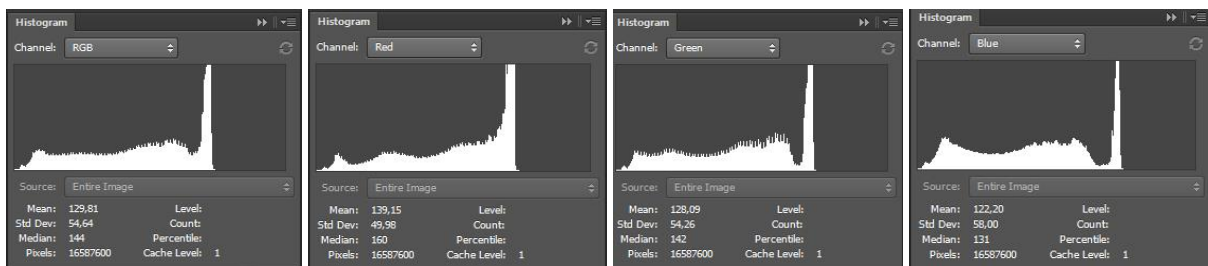 Histogram
Channel: RGB
Source: Entire Image
Mean: 129,81 Level:
Std Dev: 54,64 Count:
Median: 144 Percentile:
Pixels: 16587600 Cache Level: 1
Histogram
Channel: Red
Source: Entire Image
Mean: 139,15 Level:
Std Dev: 49,98 Count:
Median: 160 Percentile:
Pixels: 16587600 Cache Level: 1
Histogram
Channel: Green
Source: Entire Image
Mean: 128,09 Level:
Std Dev: 54,26 Count:
Median: 142 Percentile:
Pixels: 16587600 Cache Level: 1
Histogram
Channel: Blue
Source: Entire Image
Mean: 122,20 Level:
Std Dev: 58,00 Count:
Median: 131 Percentile:
Pixels: 16587600 Cache Level: 1